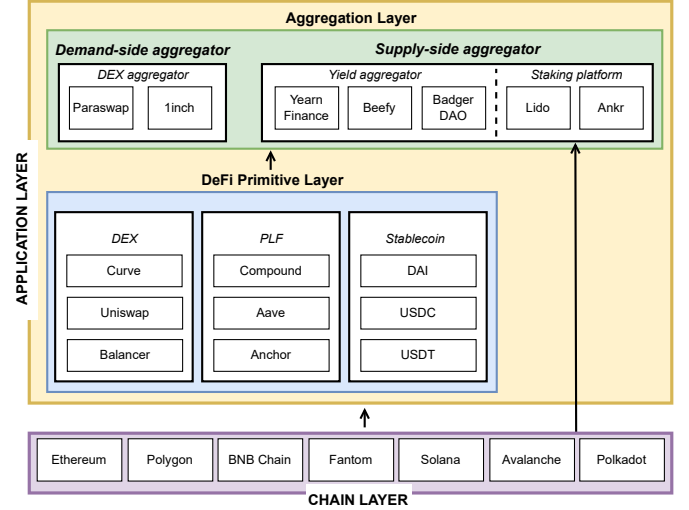 Aggregation Layer
Demand-side aggregator
Supply-side aggregator
DEX aggregator
Yield aggregator
Staking platform
Paraswap
1inch
Yearn
Finance
Beefy
Badger
DAO
Lido
Ankr
APPLICATION LAYER
DeFi Primitive Layer
DEX
PLF
Stablecoin
Curve
Compound
DAI
Uniswap
Aave
USDC
Balancer
Anchor
USDT
Ethereum
Polygon
BNB Chain
Fantom
Solana
Avalanche
Polkadot
CHAIN LAYER